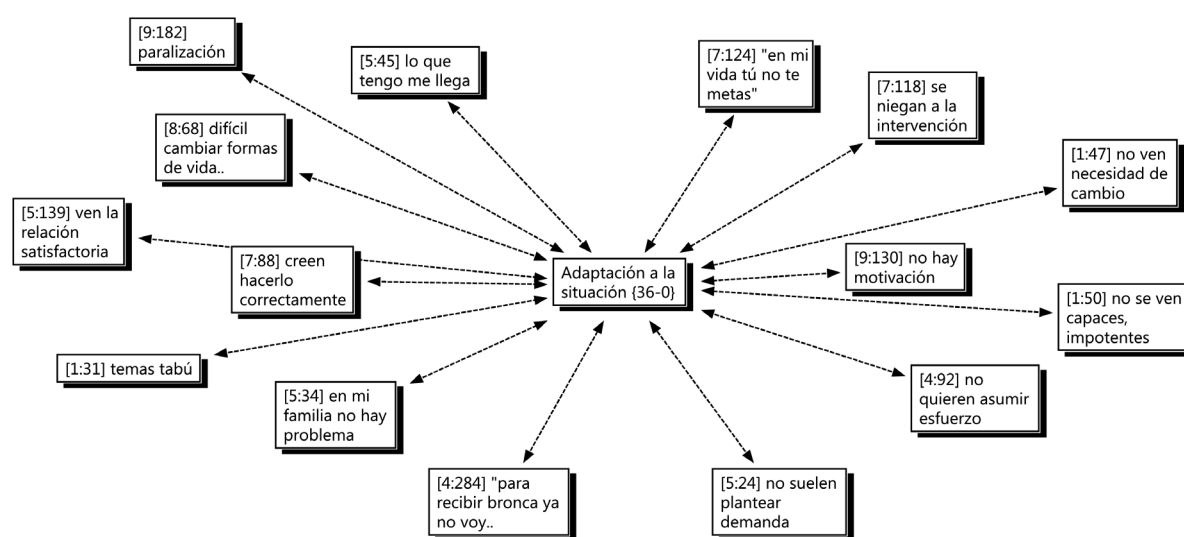 [9:182]
paralización
[5:45] lo que
tengo me llega
[7:124] "en mi
vida tú no te
metas"
[7:118] se
niegan a la
intervención
[8:68] difícil
cambiar formas
de vida..
[1:47] no ven
necesidad de
cambio
[5:139] ven la
relación
satisfactoria
[7:88] creen
hacerlo
correctamente
Adaptación a la
situación {36-0}
[9:130] no hay
motivación
[1:50] no se ven
capaces,
impotentes
[1:31] temas tabú
[5:34] en mi
familia no hay
problema
[4:92] no
quieren asumir
esfuerzo
[4:284] "para
recibir bronca ya
no voy..
[5:24] no suelen
plantear
demanda